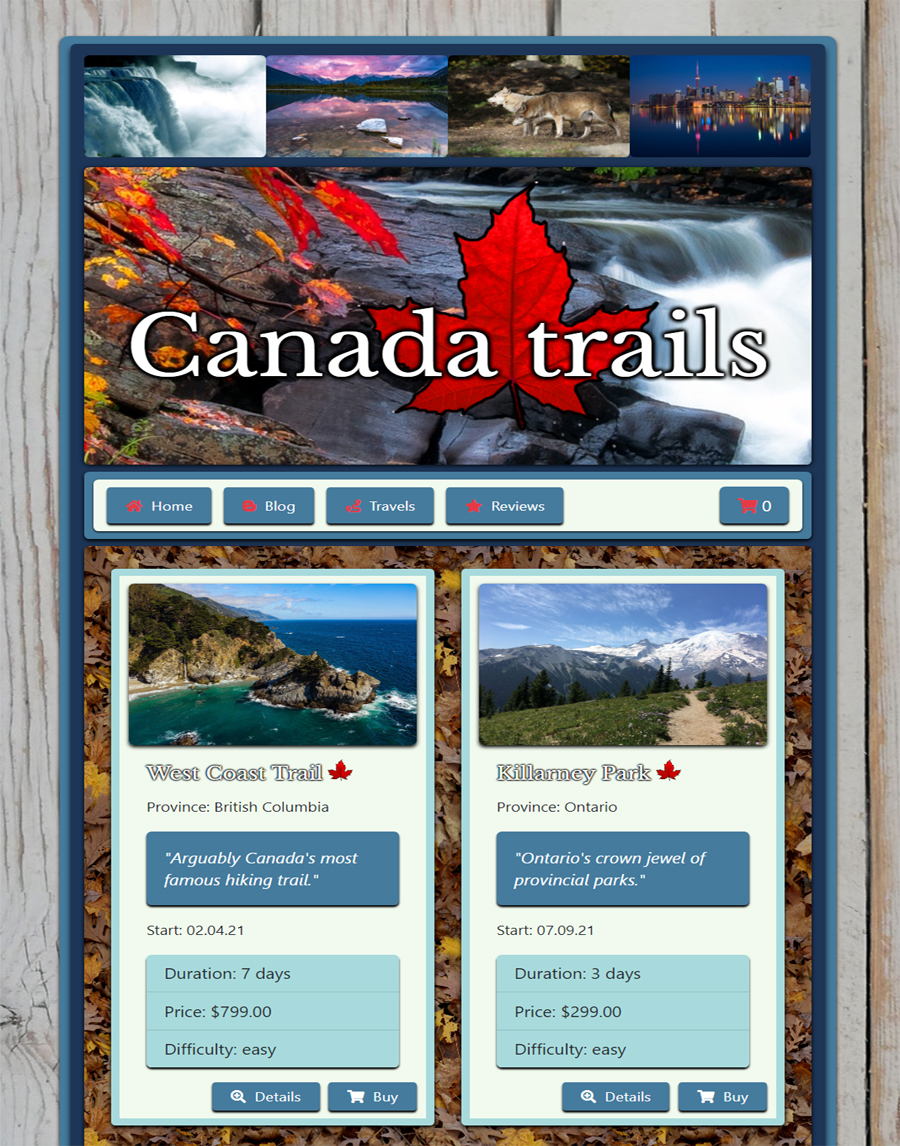 Canada trails
Home Blog Travels Reviews 0
West Coast Trail
Province: British Columbia
"Arguably Canada's most
famous hiking trail."
Start: 02.04.21
Duration: 7 days
Price: $799.00
Difficulty: easy
Details Buy
Killarney Park
Province: Ontario
"Ontario's crown jewel of
provincial parks."
Start: 07.09.21
Duration: 3 days
Price: $299.00
Difficulty: easy
Details Buy